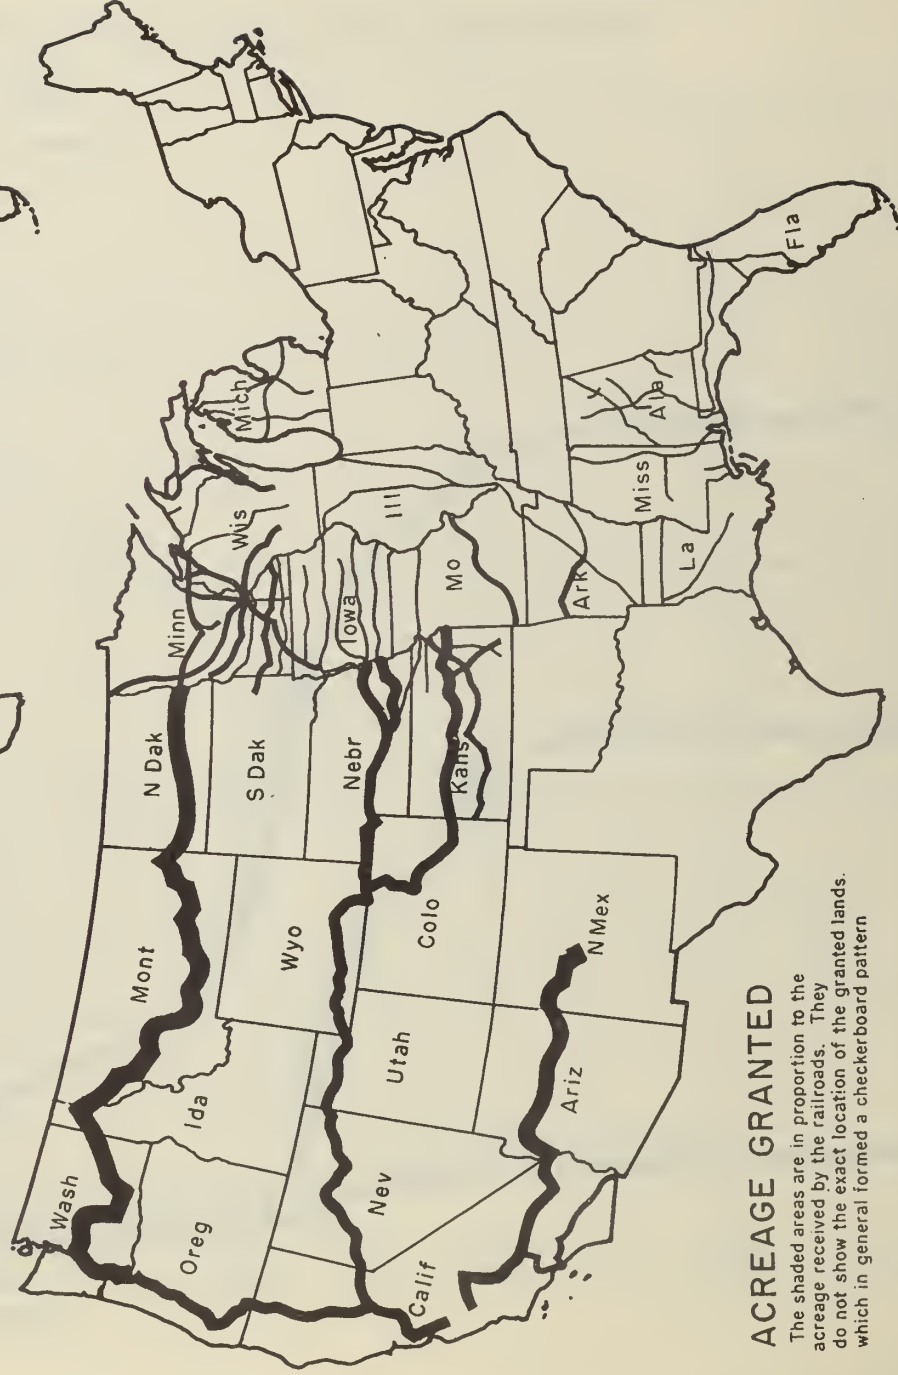 Wash
Mont
N Dak
Minn
Oreg
Ida
Wyo
S Dak
Wis
Mich
Nev
Utah
Colo
Nebr
Iowa
Ill
Calif
Ariz
N Mex
Kans
Mo
Ark
La
Miss
Ala
Fla
ACREAGE GRANTED
The shaded areas are in proportion to the
acreage received by the railroads. They
do not show the exact location of the granted lands.
which in general formed a checkerboard pattern